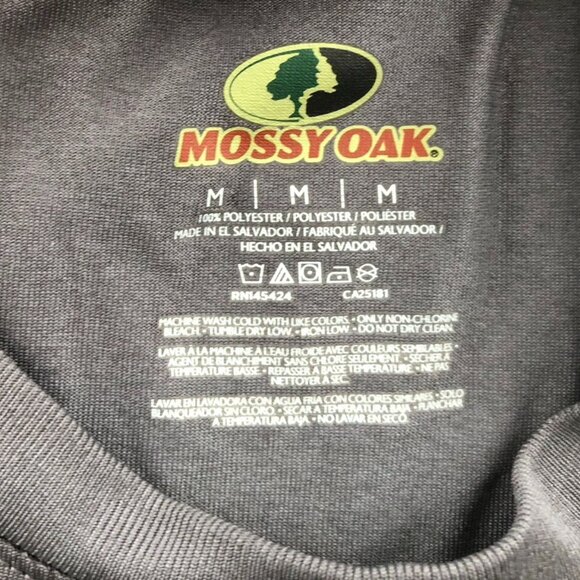 MOSSY OAK®
M | M | M
100% POLYESTER / POLYESTER / POLIÉSTER
MADE IN EL SALVADOR / FABRIQUÉ AU SALVADOR /
HECHO EN EL SALVADOR
RN145424 CA25181
MACHINE WASH COLD WITH LIKE COLORS. • ONLY NON-CHLORINE
BLEACH. • TUMBLE DRY LOW. • IRON LOW. • DO NOT DRY CLEAN.
LAVER À LA MACHINE À L'EAU FROIDE AVEC COULEURS SEMBLABLES. •
AGENT DE BLANCHIMENT SANS CHLORE SEULEMENT. • SÉCHER À
TEMPÉRATURE BASSE. • REPASSER À BASSE TEMPÉRATURE. • NE PAS
NETTOYER À SEC.
LAVAR EN LAVADORA CON AGUA FRIA CON COLORES SIMILARES. • SOLO
BLANQUEADOR SIN CLORO. • SECAR A TEMPERATURA BAJA. • PLANCHAR
A TEMPERATURA BAJA. • NO LAVAR EN SECO.